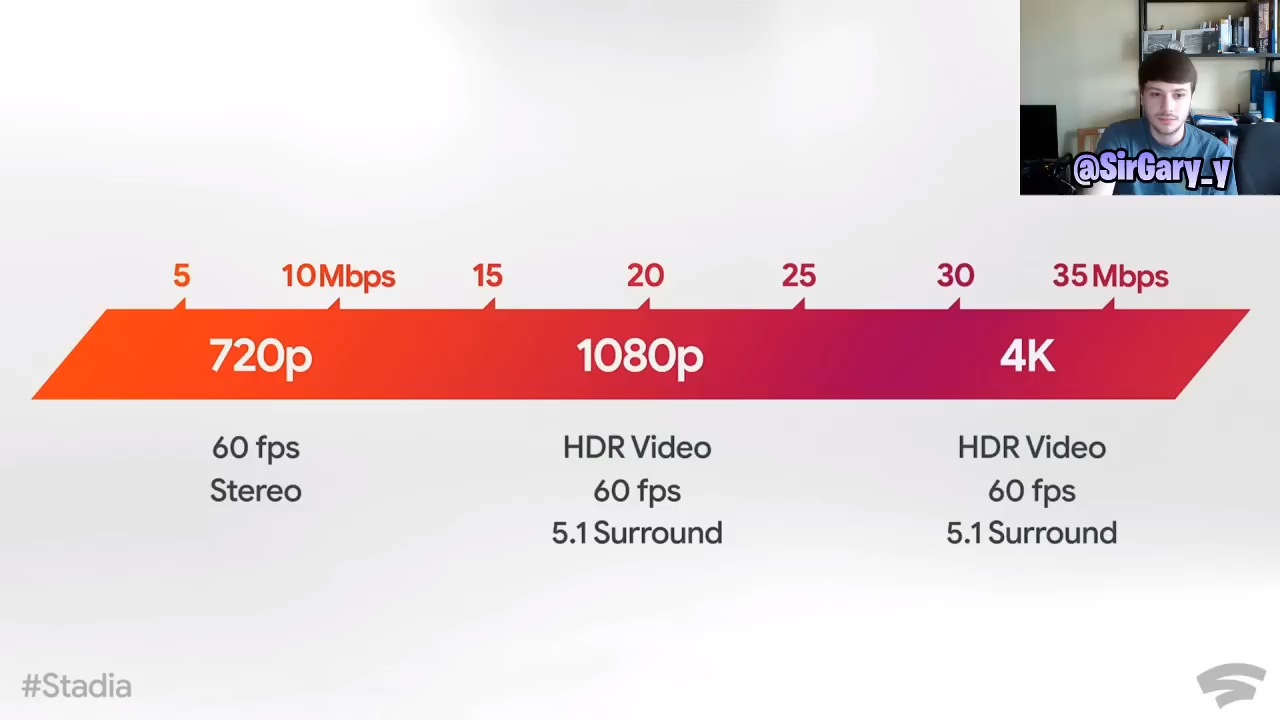 @SirGary_y
5 10 Mbps 15 20 25 30 35 Mbps
720p 1080p 4K
60 fps
Stereo
HDR Video
60 fps
5.1 Surround
HDR Video
60 fps
5.1 Surround
#Stadia